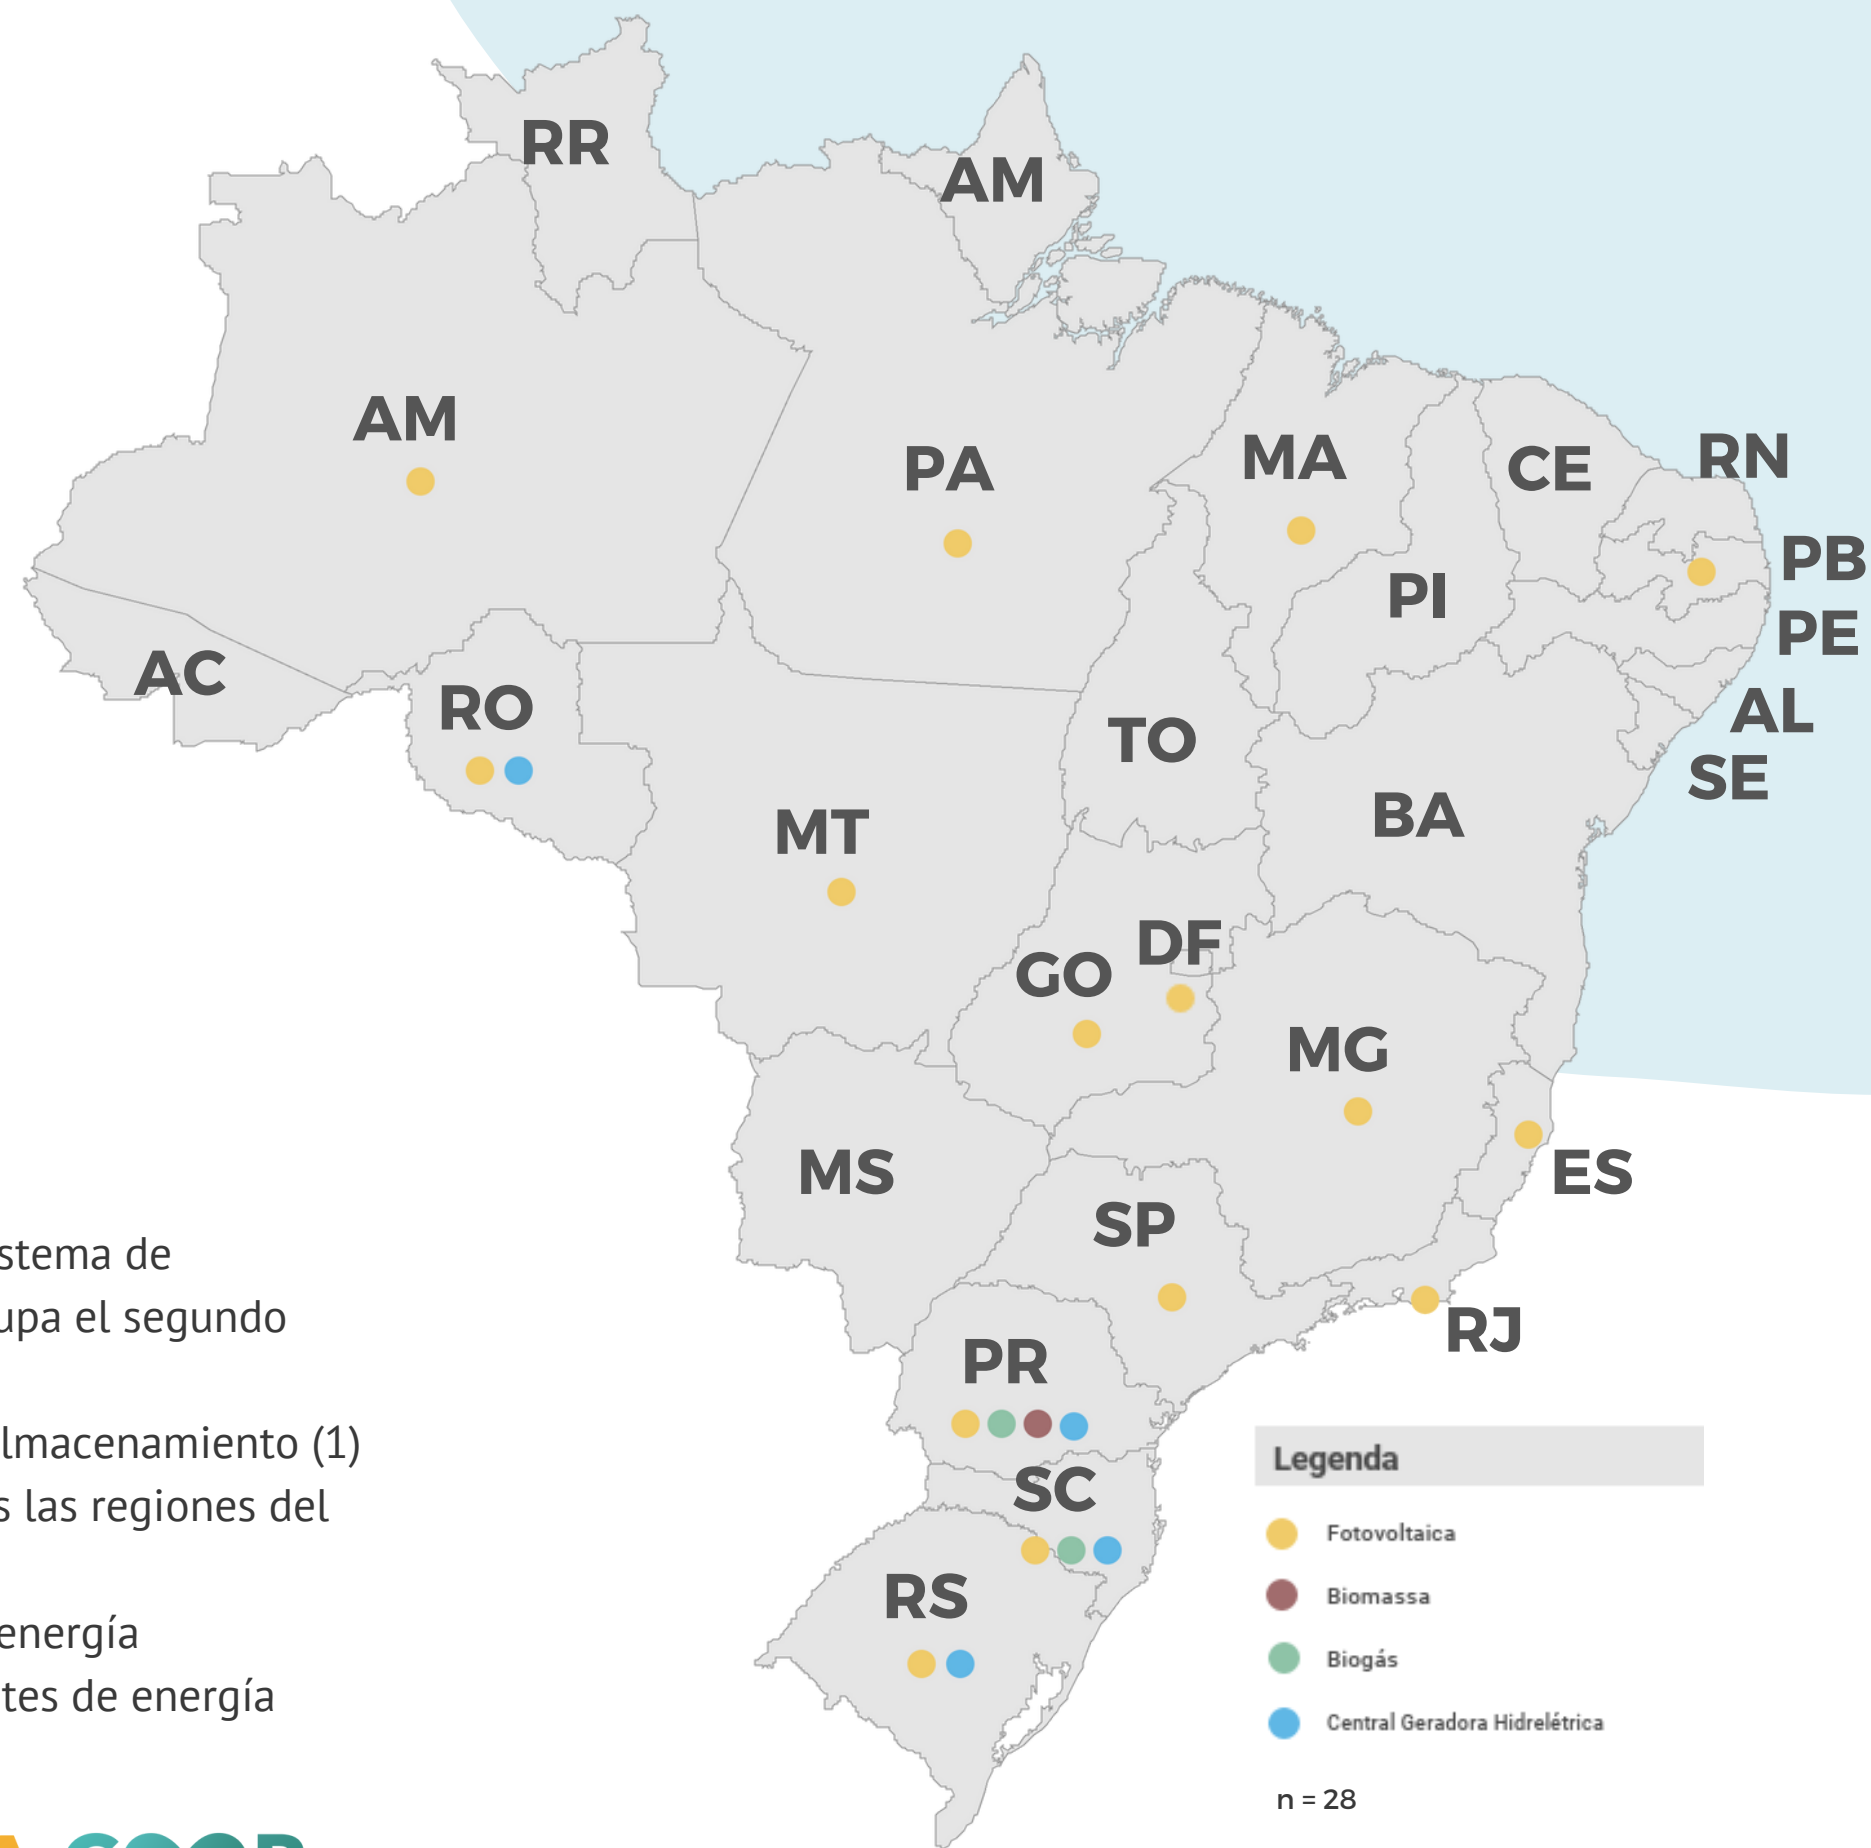 RR
AM
AM
PA
MA
CE
RN
PB
PI
PE
AC
RO
TO
AL
SE
MT
BA
DF
GO
MG
MS
ES
SP
RJ
PR
SC
RS
stema de
upa el segundo
lmacenamiento (1)
s las regiones del
energía
tes de energía
Legenda
Fotovoltaica
Biomassa
Biogás
Central Geradora Hidrelétrica
n = 28
A COOP